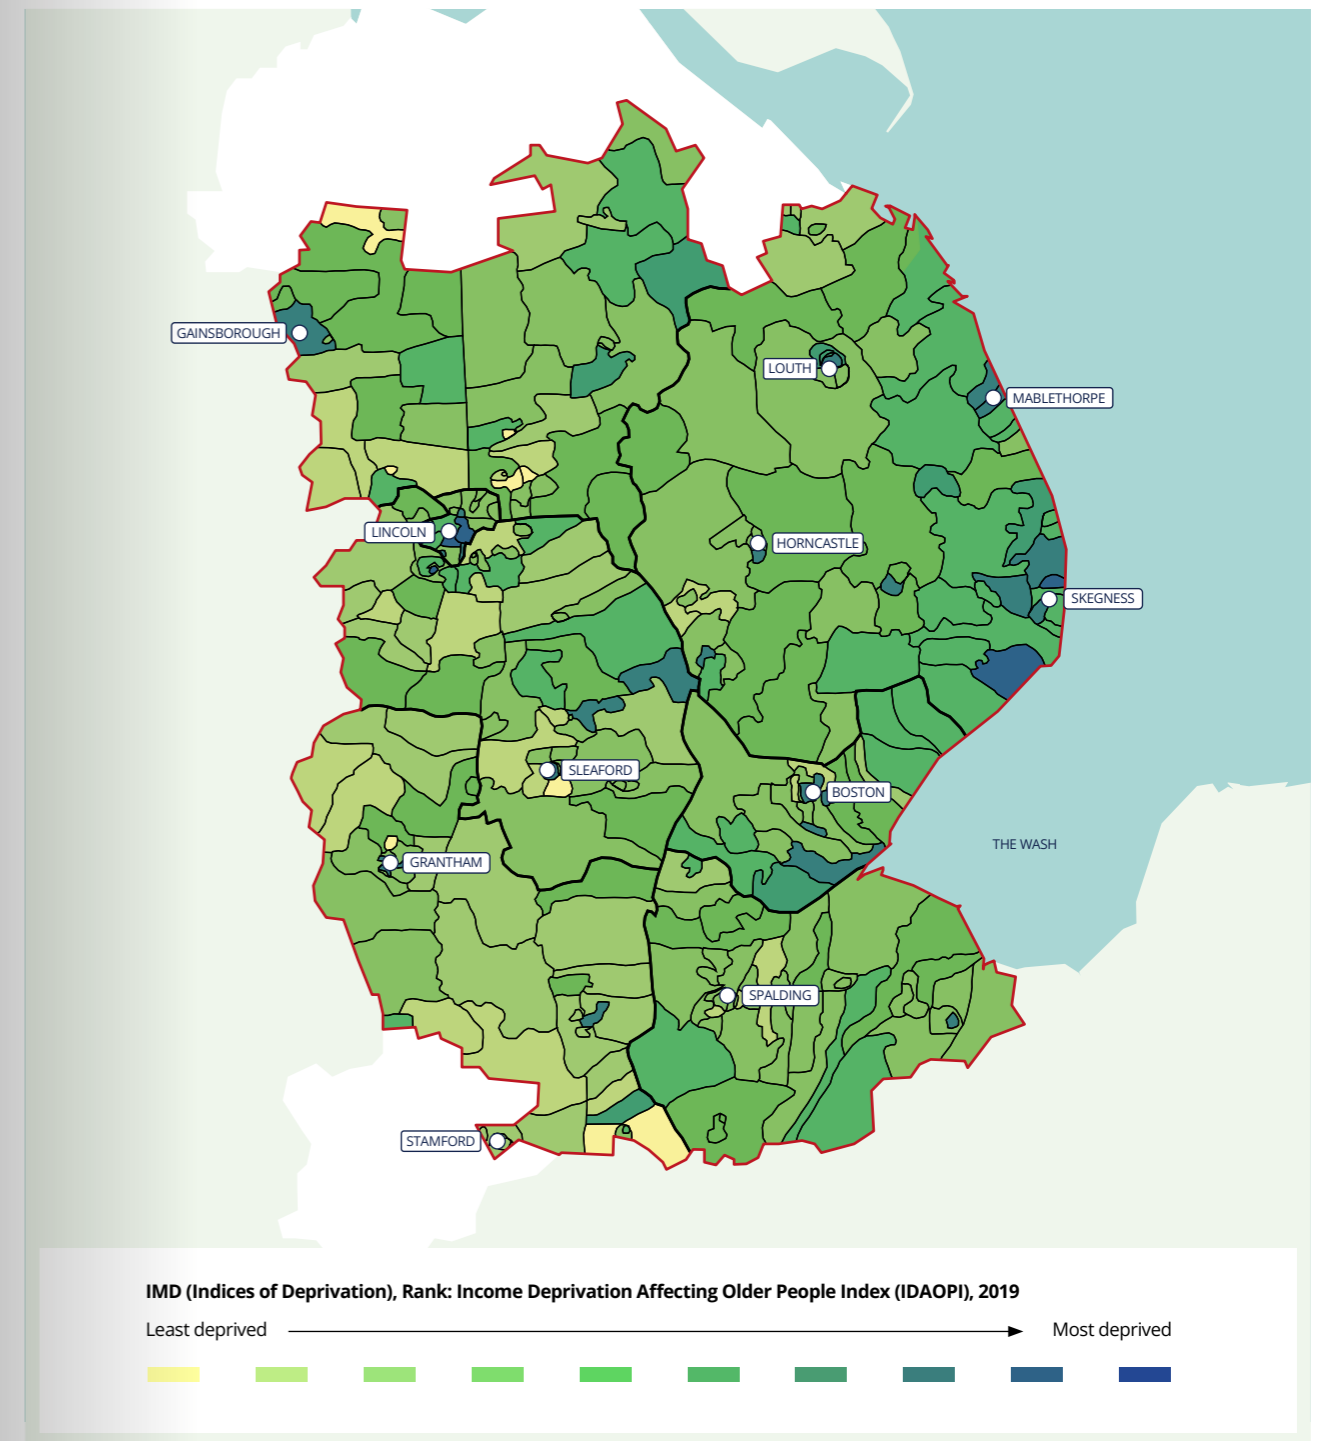 GAINSBOROUGH
LOUTH
MABLETHORPE
LINCOLN
HORNCASTLE
SKEGNESS
SLEAFORD
BOSTON
THE WASH
GRANTHAM
SPALDING
STAMFORD
IMD (Indices of Deprivation), Rank: Income Deprivation Affecting Older People Index (IDAOPI), 2019
Least deprived
Most deprived